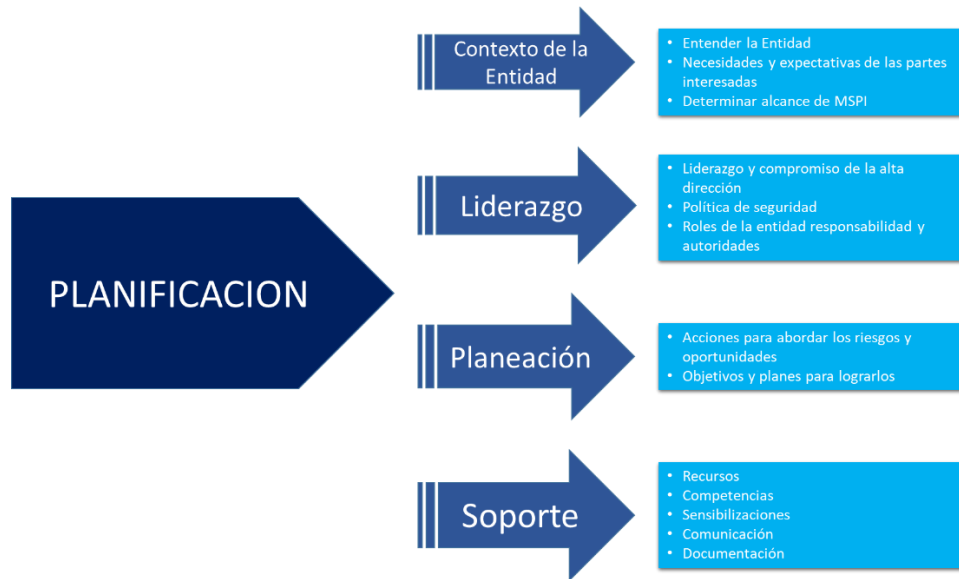 PLANIFICACION
Contexto de la
Entidad
• Entender la Entidad
• Necesidades y expectativas de las partes
interesadas
• Determinar alcance de MSPI
Liderazgo
• Liderazgo y compromiso de la alta
dirección
• Política de seguridad
• Roles de la entidad responsabilidad y
autoridades
Planeación
• Acciones para abordar los riesgos y
oportunidades
• Objetivos y planes para lograrlos
Soporte
• Recursos
• Competencias
• Sensibilizaciones
• Comunicación
• Documentación